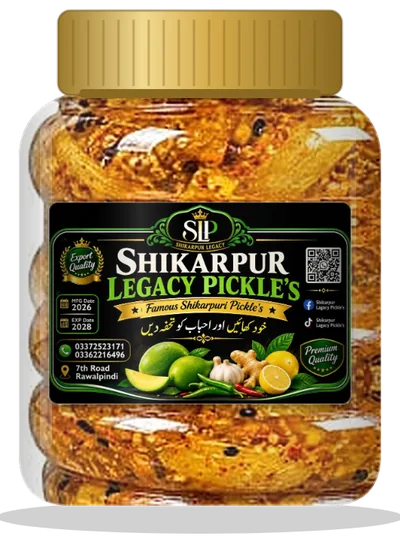 SLP
SHIKARPUR LEGACY
SHIKARPUR
LEGACY PICKLE'S
Famous Shikarpuri Pickle's
خود کھائیں اور احباب کو تحفہ دیں
Export
Quality
MFG Date
2026
EXP Date
2028
03372523171
03362216496
7th Road
Rawalpindi
Shikarpur
Legacy Pickle's
Shikarpur
Legacy Pickle's
Premium
Quality